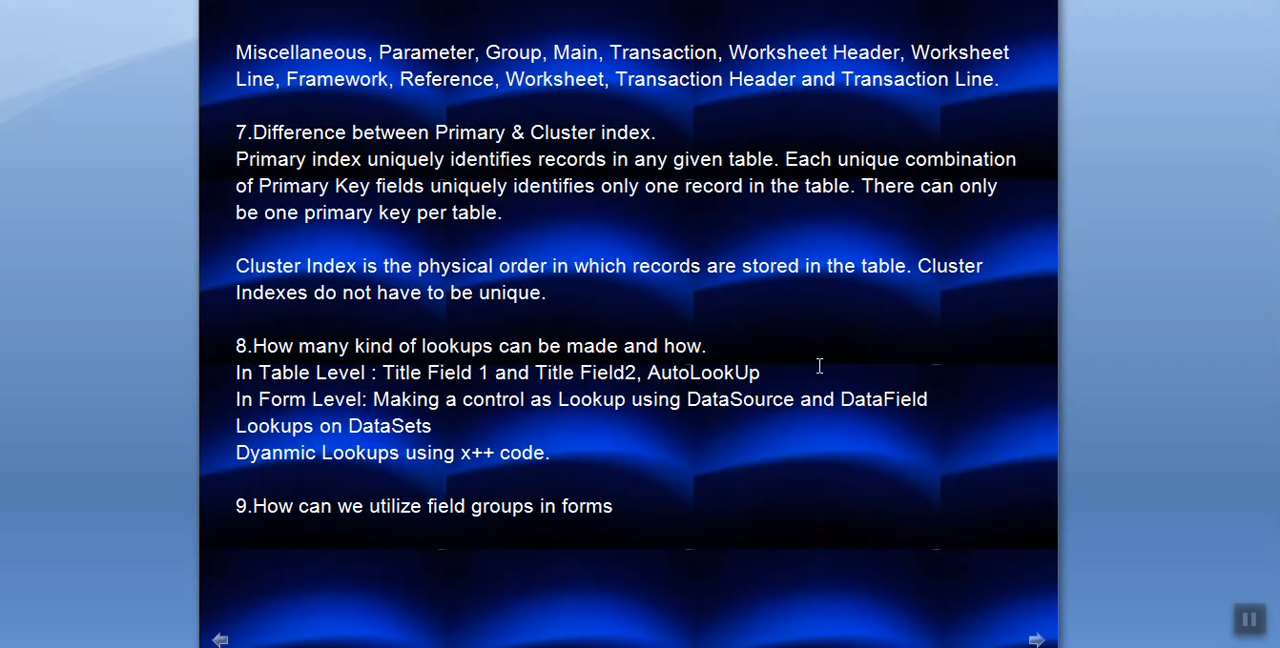 Miscellaneous, Parameter, Group, Main, Transaction, Worksheet Header, Worksheet
Line, Framework, Reference, Worksheet, Transaction Header and Transaction Line.
7.Difference between Primary & Cluster index.
Primary index uniquely identifies records in any given table. Each unique combination
of Primary Key fields uniquely identifies only one record in the table. There can only
be one primary key per table.
Cluster Index is the physical order in which records are stored in the table. Cluster
Indexes do not have to be unique.
8.How many kind of lookups can be made and how.
In Table Level : Title Field 1 and Title Field2, AutoLookUp
In Form Level: Making a control as Lookup using DataSource and DataField
Lookups on DataSets
Dyanmic Lookups using x++ code.
9.How can we utilize field groups in forms